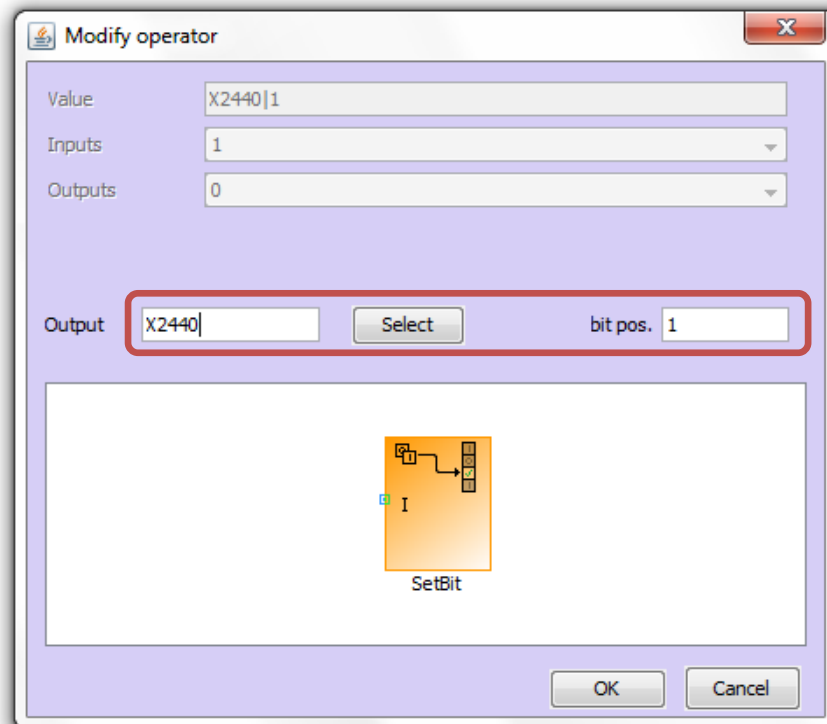 Modify operator
Value X2440|1
Inputs 1
Outputs 0
Output X2440 Select bit pos. 1
I
SetBit
OK Cancel